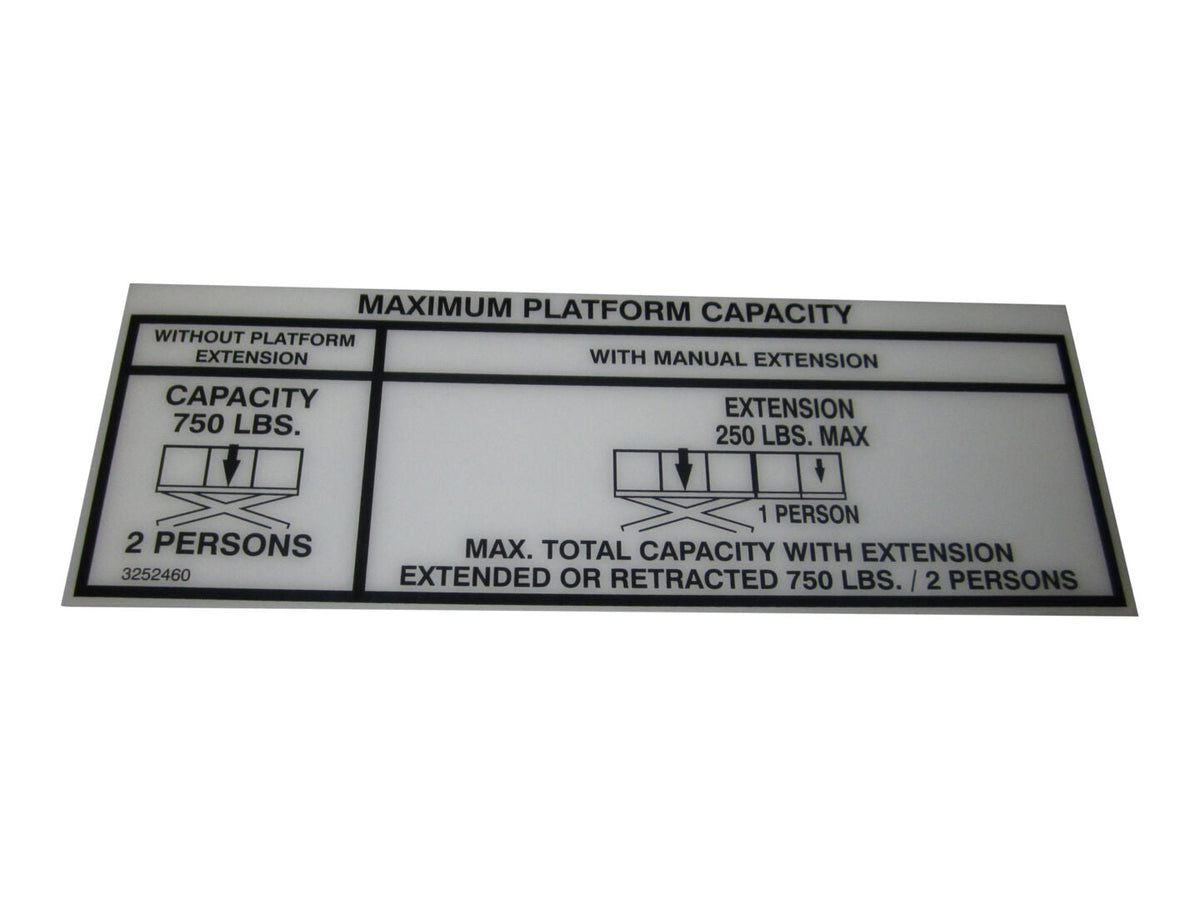 MAXIMUM PLATFORM CAPACITY
WITHOUT PLATFORM
EXTENSION
CAPACITY
750 LBS.
2 PERSONS
3252460
WITH MANUAL EXTENSION
EXTENSION
250 LBS. MAX
1 PERSON
MAX. TOTAL CAPACITY WITH EXTENSION
EXTENDED OR RETRACTED 750 LBS. / 2 PERSONS